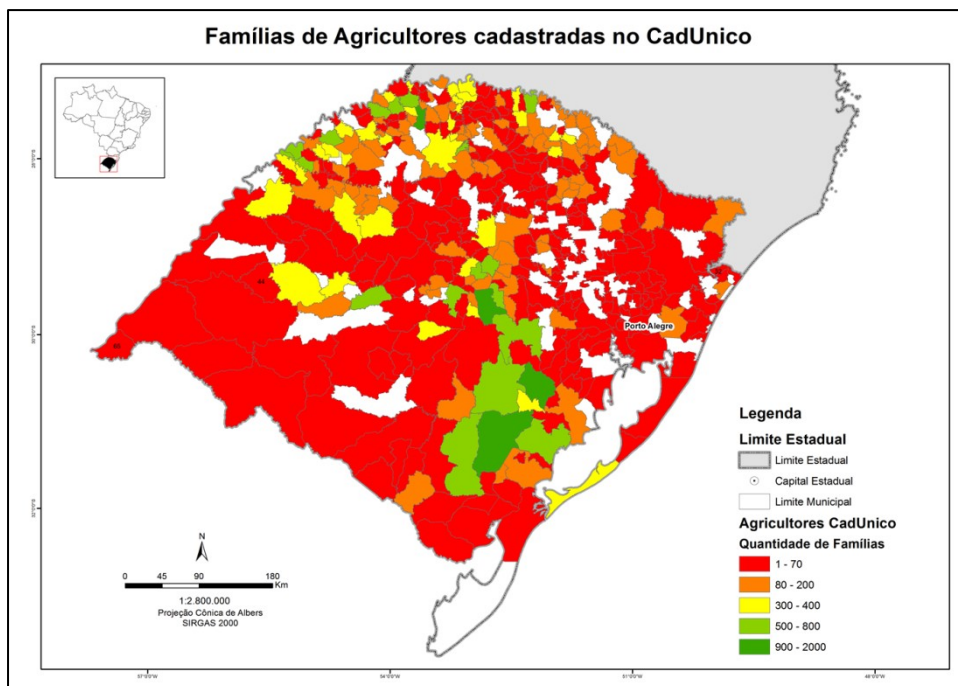 Famílias de Agricultores cadastradas no CadUnico
Porto Alegre
Legenda
Limite Estadual
Limite Estadual
Capital Estadual
Limite Municipal
Agricultores CadUnico
Quantidade de Famílias
1 - 70
80 - 200
300 - 400
500 - 800
900 - 2000
N
0 45 90 180
Km
1:2.800.000
Projeção Cônica de Albers
SIRGAS 2000